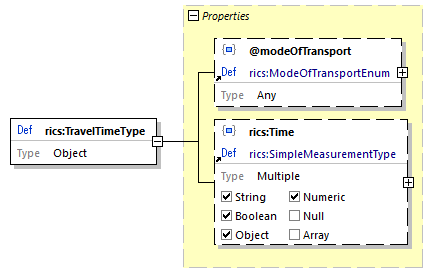 Properties
@modeOfTransport
Def rics:ModeOfTransportEnum
Type Any
Def rics:TravelTimeType
Type Object
rics:Time
Def rics:SimpleMeasurementType
Type Multiple
String Numeric
Boolean Null
Object Array